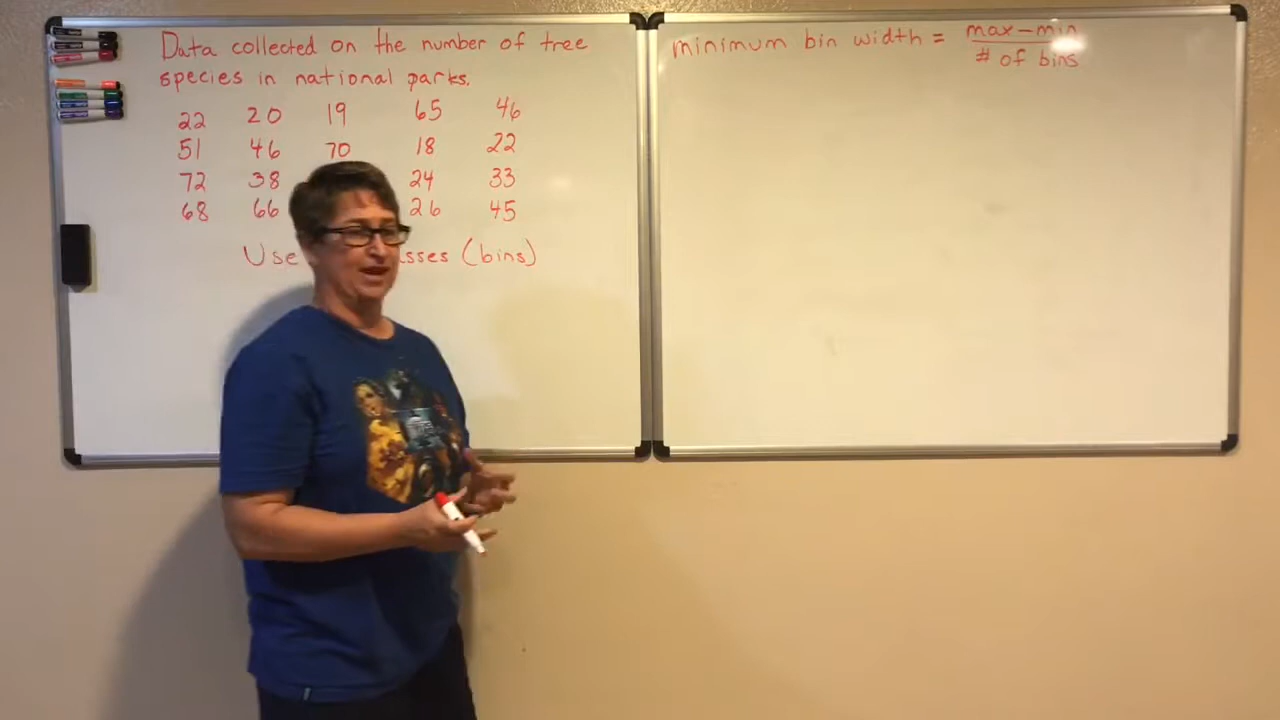 Data collected on the number of tree
species in national parks.
22 20 19 65 46
51 46 70 18 22
72 38 24 33
68 66 26 45
Use (bins)
minimum bin width = max-min
# of bins